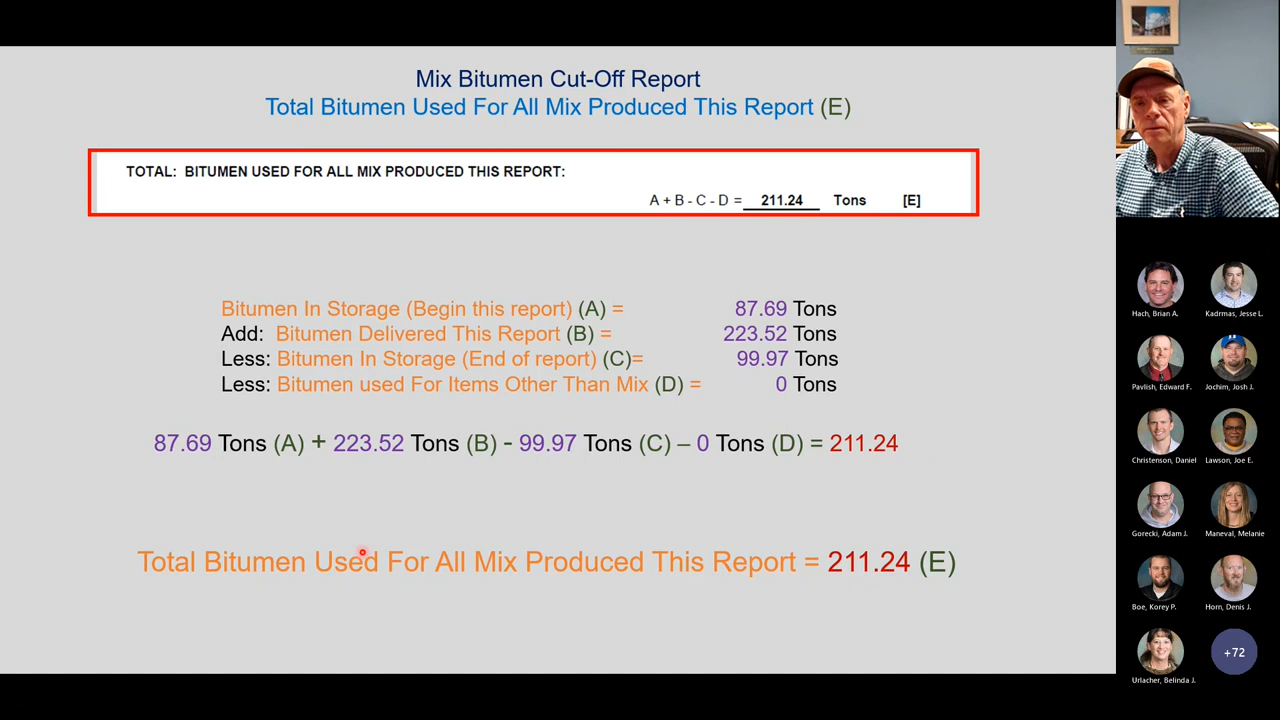 Mix Bitumen Cut-Off Report
Total Bitumen Used For All Mix Produced This Report (E)
TOTAL: BITUMEN USED FOR ALL MIX PRODUCED THIS REPORT:
A + B - C - D = 211.24 Tons [E]
Bitumen In Storage (Begin this report) (A) = 87.69 Tons
Add: Bitumen Delivered This Report (B) = 223.52 Tons
Less: Bitumen In Storage (End of report) (C)= 99.97 Tons
Less: Bitumen used For Items Other Than Mix (D) = 0 Tons
87.69 Tons (A) + 223.52 Tons (B) - 99.97 Tons (C) – 0 Tons (D) = 211.24
Total Bitumen Used For All Mix Produced This Report = 211.24 (E)
Hach, Brian A.
Kadrmas, Jesse L.
Pavlish, Edward F.
Jochim, Josh J.
Christenson, Daniel
Lawson, Joe E.
Gorecki, Adam J.
Maneval, Melanie
Boe, Korey P.
Horn, Denis J.
Urlacher, Belinda J.
+72